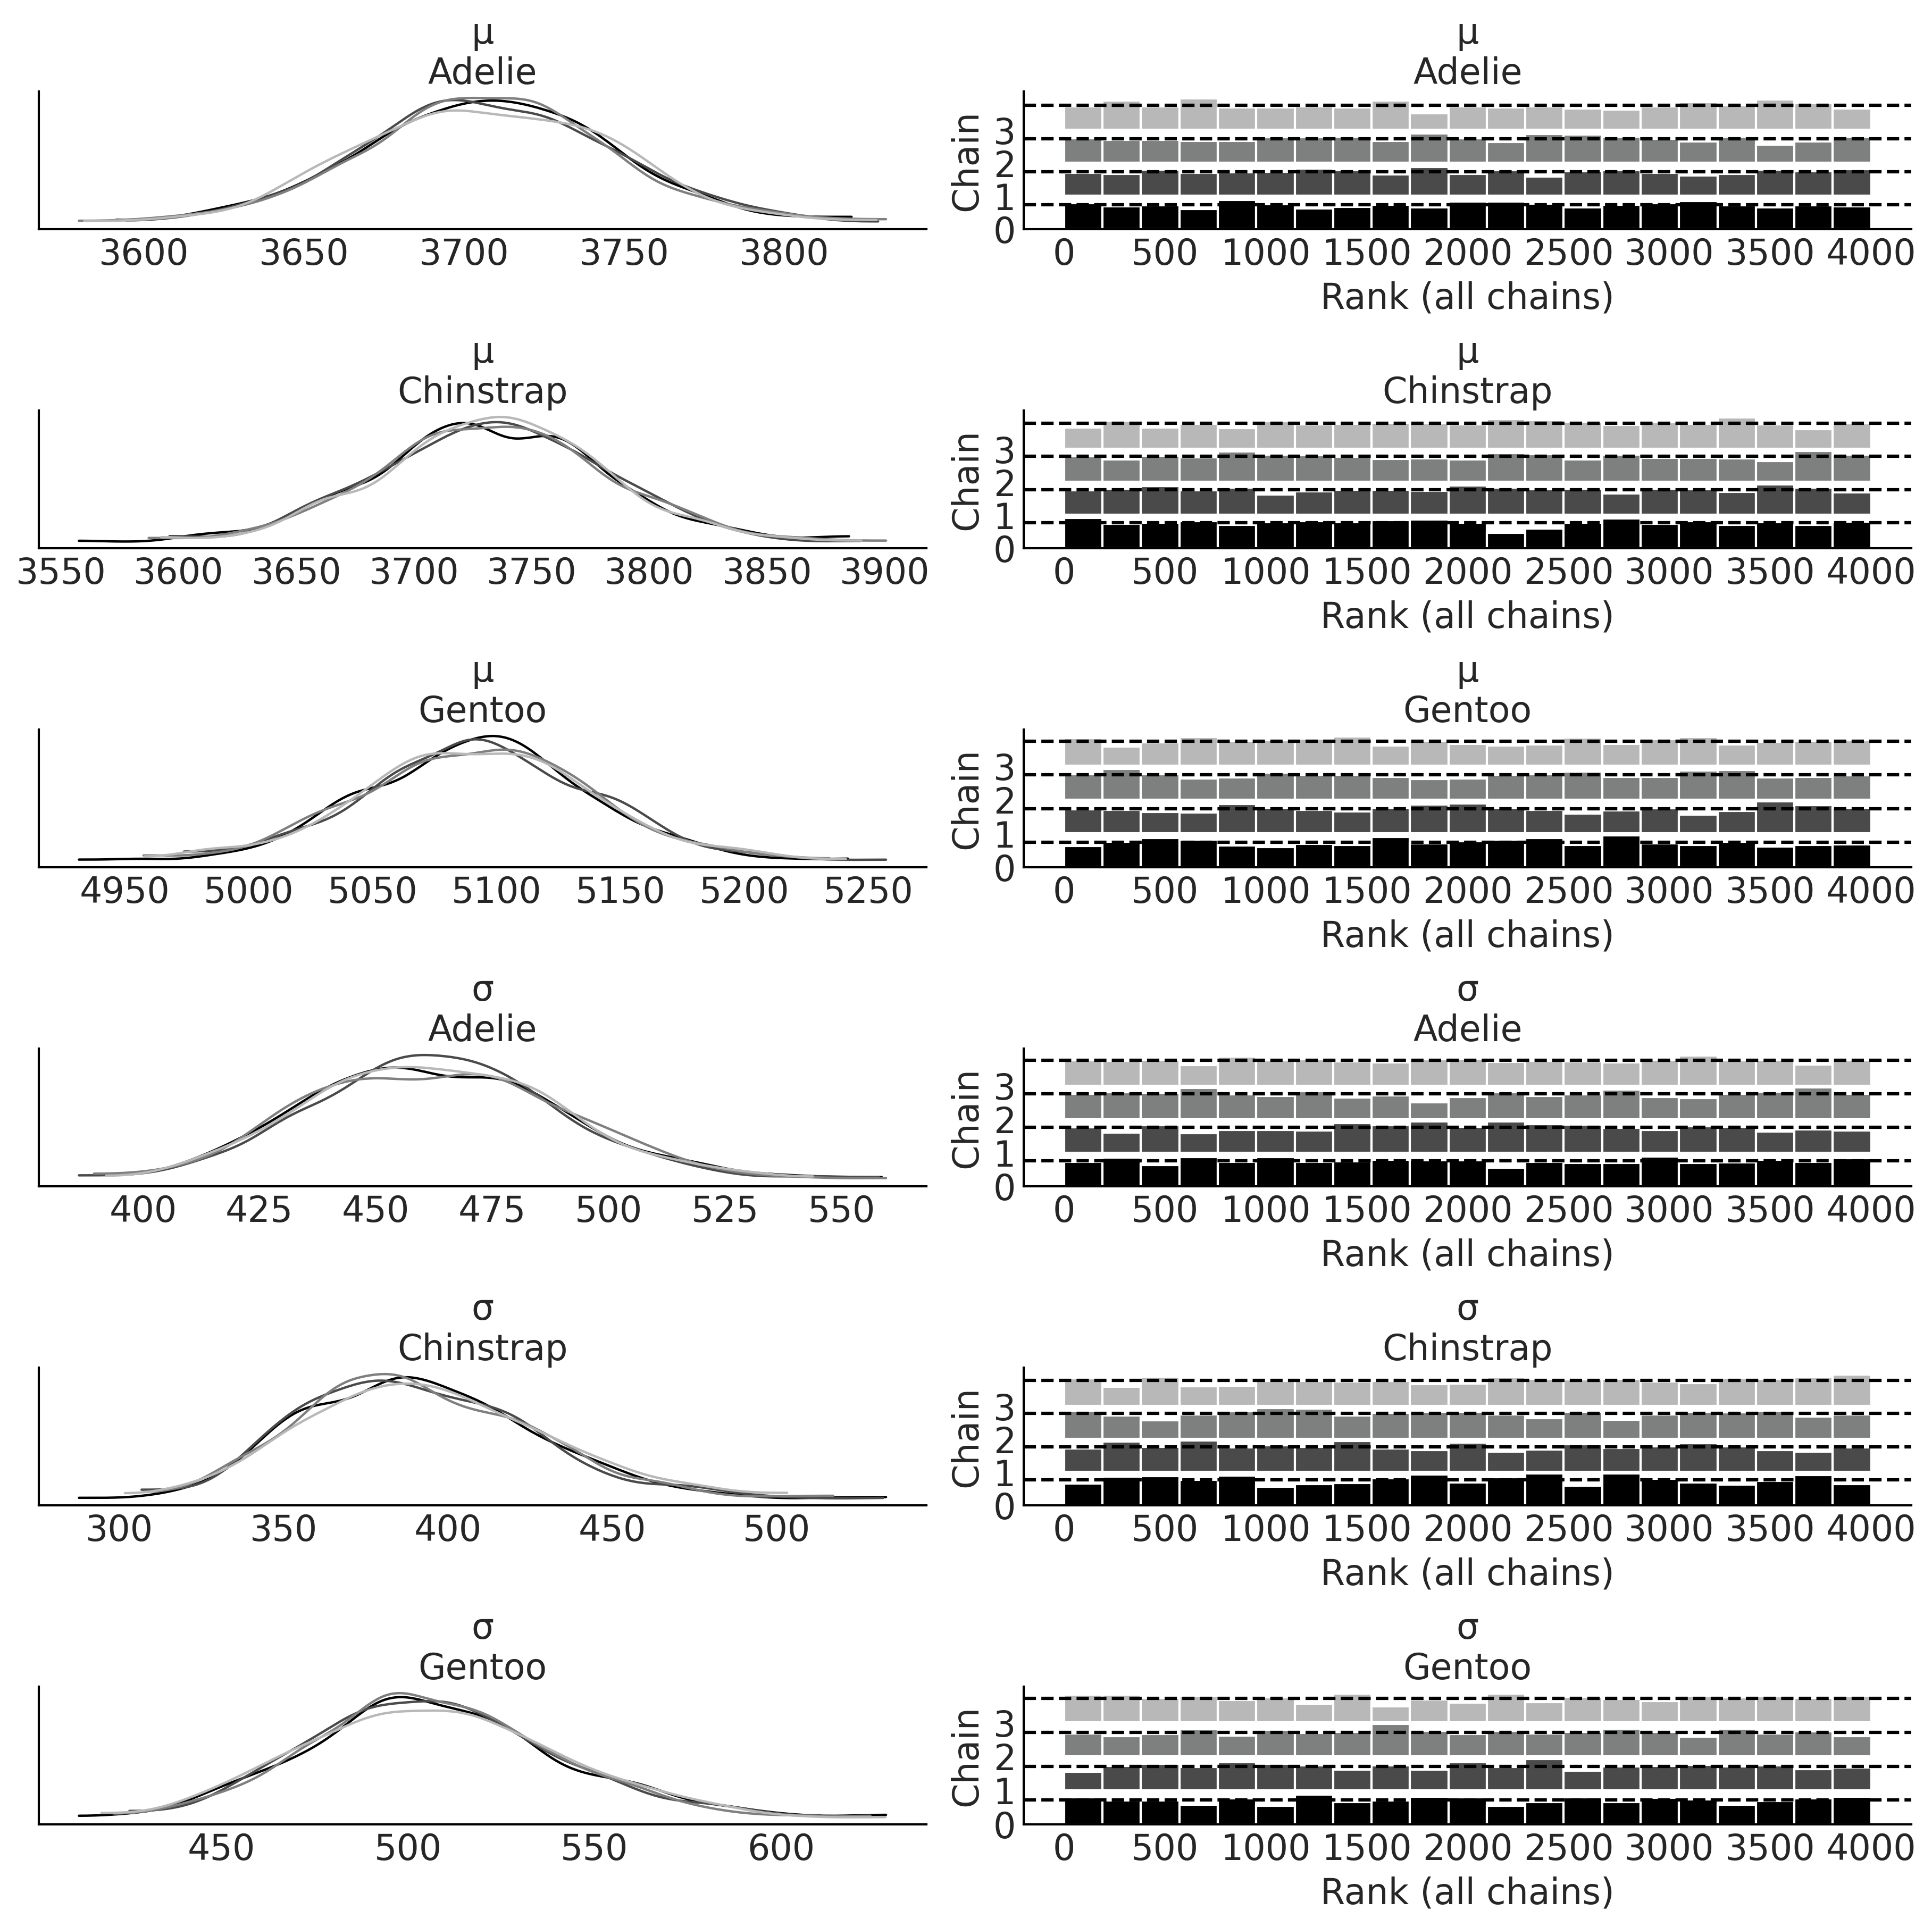 μ
Adelie
3600 3650 3700 3750 3800
μ
Adelie
Chain
3
2
1
0
0 500 1000 1500 2000 2500 3000 3500 4000
Rank (all chains)
μ
Chinstrap
3550 3600 3650 3700 3750 3800 3850 3900
μ
Chinstrap
Chain
3
2
1
0
0 500 1000 1500 2000 2500 3000 3500 4000
Rank (all chains)
μ
Gentoo
4950 5000 5050 5100 5150 5200 5250
μ
Gentoo
Chain
3
2
1
0
0 500 1000 1500 2000 2500 3000 3500 4000
Rank (all chains)
σ
Adelie
400 425 450 475 500 525 550
σ
Adelie
Chain
3
2
1
0
0 500 1000 1500 2000 2500 3000 3500 4000
Rank (all chains)
σ
Chinstrap
300 350 400 450 500
σ
Chinstrap
Chain
3
2
1
0
0 500 1000 1500 2000 2500 3000 3500 4000
Rank (all chains)
σ
Gentoo
450 500 550 600
σ
Gentoo
Chain
3
2
1
0
0 500 1000 1500 2000 2500 3000 3500 4000
Rank (all chains)